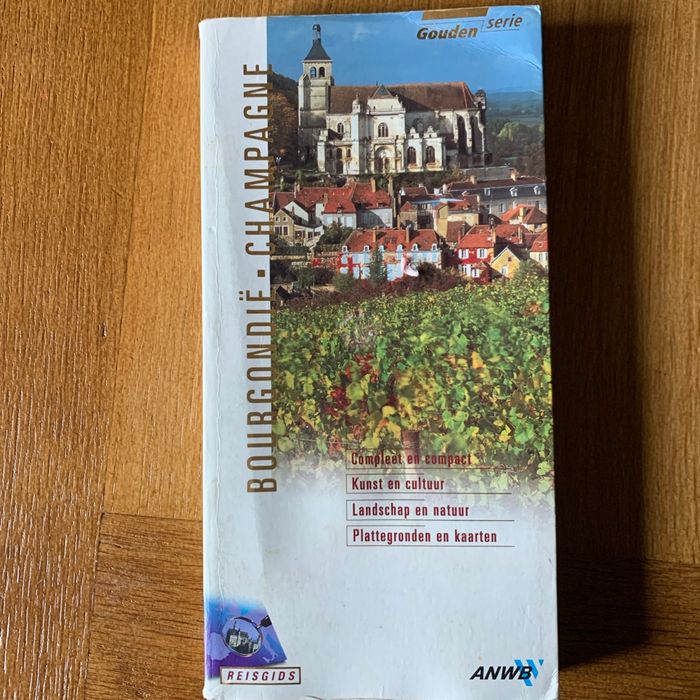 Gouden serie
BOURGONDIË · CHAMPAGNE
Compleet en compact
Kunst en cultuur
Landschap en natuur
Plattegronden en kaarten
REISGIDS
ANWB